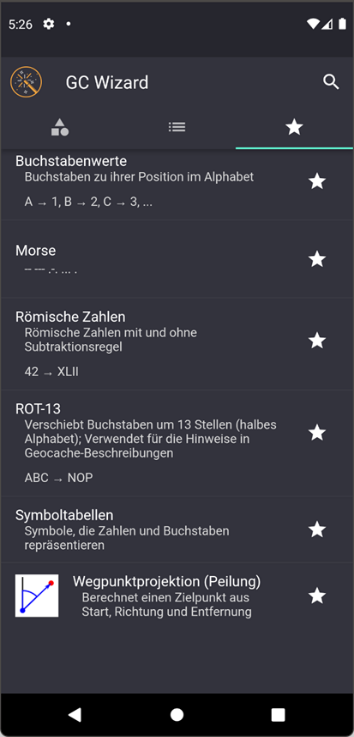 5:26
GC Wizard
Buchstabenwerte
Buchstaben zu ihrer Position im Alphabet
A → 1, B → 2, C → 3, ...
Morse
-- --- .-. ... .
Römische Zahlen
Römische Zahlen mit und ohne
Subtraktionsregel
42 → XLII
ROT-13
Verschiebt Buchstaben um 13 Stellen (halbes
Alphabet); Verwendet für die Hinweise in
Geocache-Beschreibungen
ABC → NOP
Symboltabellen
Symbole, die Zahlen und Buchstaben
repräsentieren
Wegpunktprojektion (Peilung)
Berechnet einen Zielpunkt aus
Start, Richtung und Entfernung